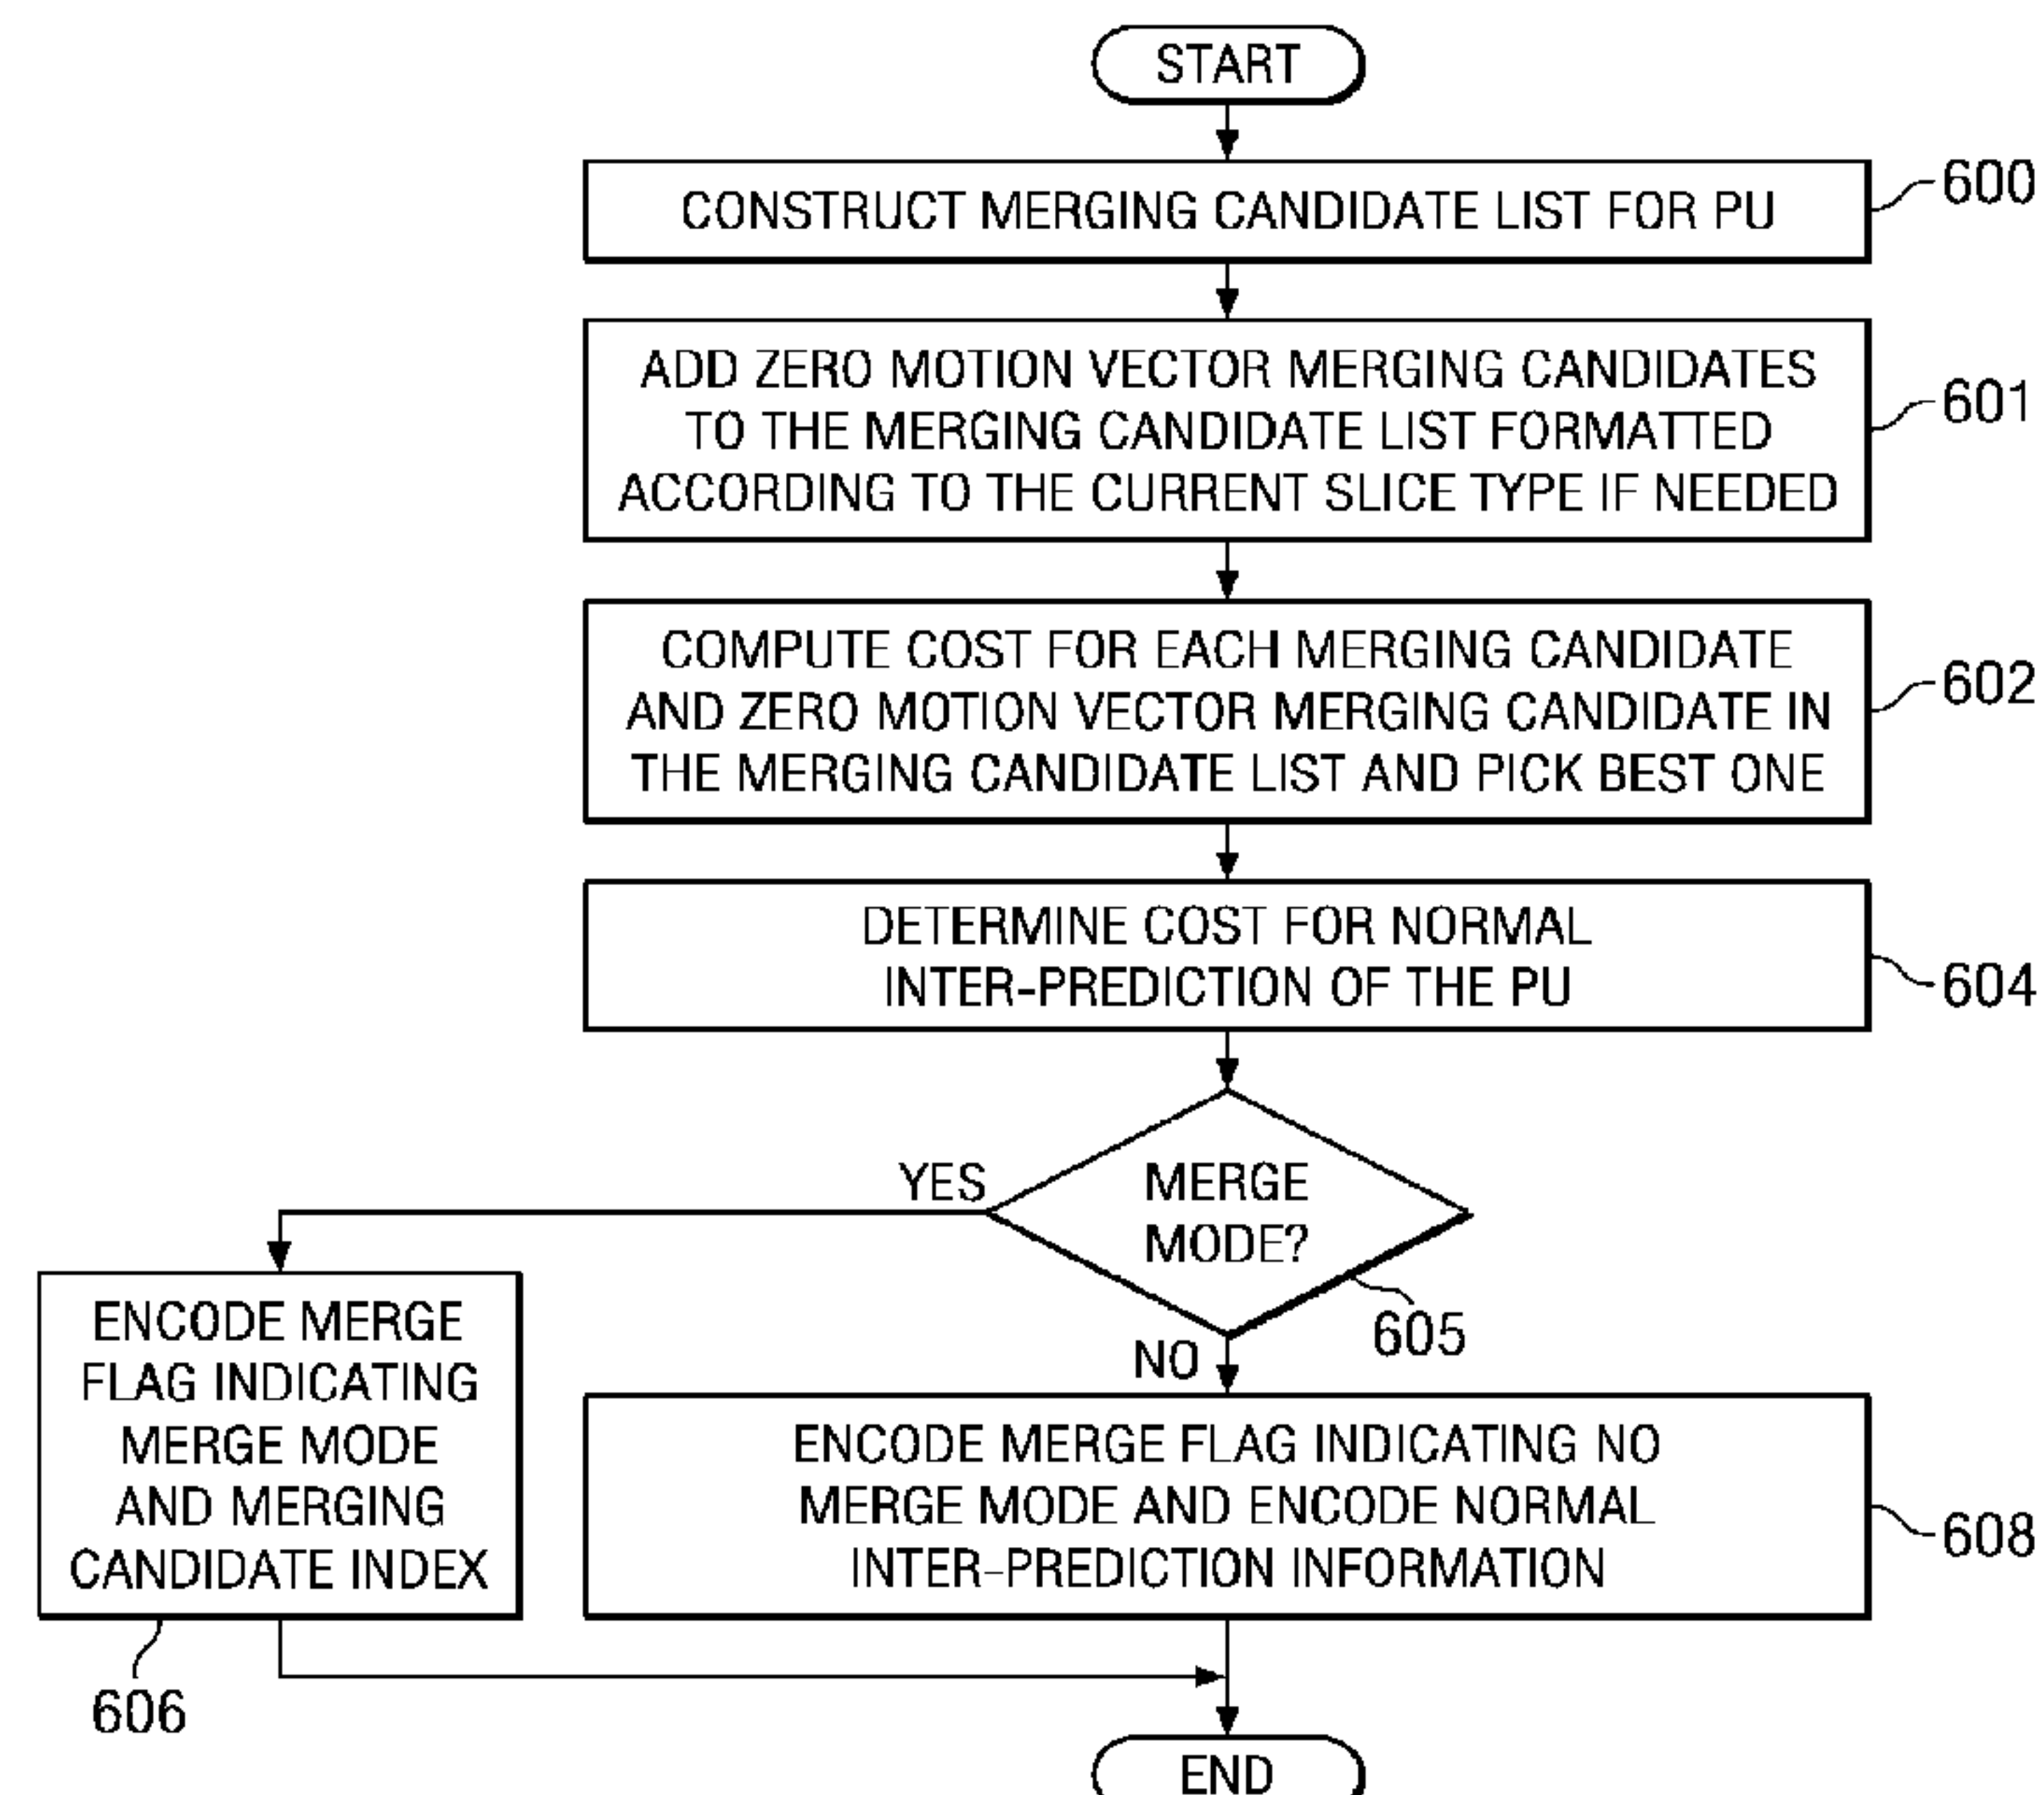 START
CONSTRUCT MERGING CANDIDATE LIST FOR PU
600
ADD ZERO MOTION VECTOR MERGING CANDIDATES
TO THE MERGING CANDIDATE LIST FORMATTED
ACCORDING TO THE CURRENT SLICE TYPE IF NEEDED
601
COMPUTE COST FOR EACH MERGING CANDIDATE
AND ZERO MOTION VECTOR MERGING CANDIDATE IN
THE MERGING CANDIDATE LIST AND PICK BEST ONE
602
DETERMINE COST FOR NORMAL
INTER-PREDICTION OF THE PU
604
MERGE
MODE?
605
YES
NO
ENCODE MERGE
FLAG INDICATING
MERGE MODE
AND MERGING
CANDIDATE INDEX
606
ENCODE MERGE FLAG INDICATING NO
MERGE MODE AND ENCODE NORMAL
INTER-PREDICTION INFORMATION
608
END